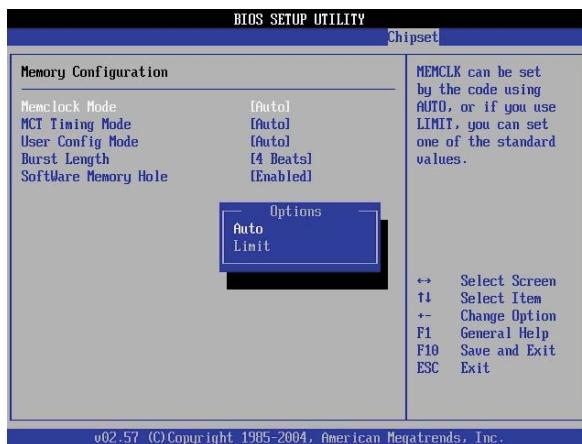 BIOS SETUP UTILITY
Chipset
Memory Configuration
Memclock Mode [Auto]
MCT Timing Mode [Auto]
User Config Mode [Auto]
Burst Length [4 Beats]
SoftWare Memory Hole [Enabled]
Options
Auto
Limit
MEMCLK can be set
by the code using
AUTO, or if you use
LIMIT, you can set
one of the standard
values.
↔ Select Screen
↑↓ Select Item
+- Change Option
F1 General Help
F10 Save and Exit
ESC Exit
v02.57 (C)Copyright 1985-2004, American Megatrends, Inc.